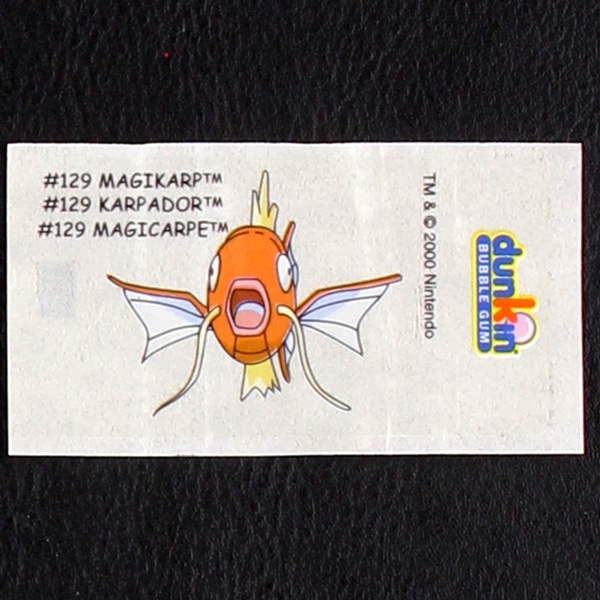 #129 MAGIKARP™
#129 KARPADOR™
#129 MAGICARPE™
TM & © 2000 Nintendo
dunkin
BUBBLE GUM